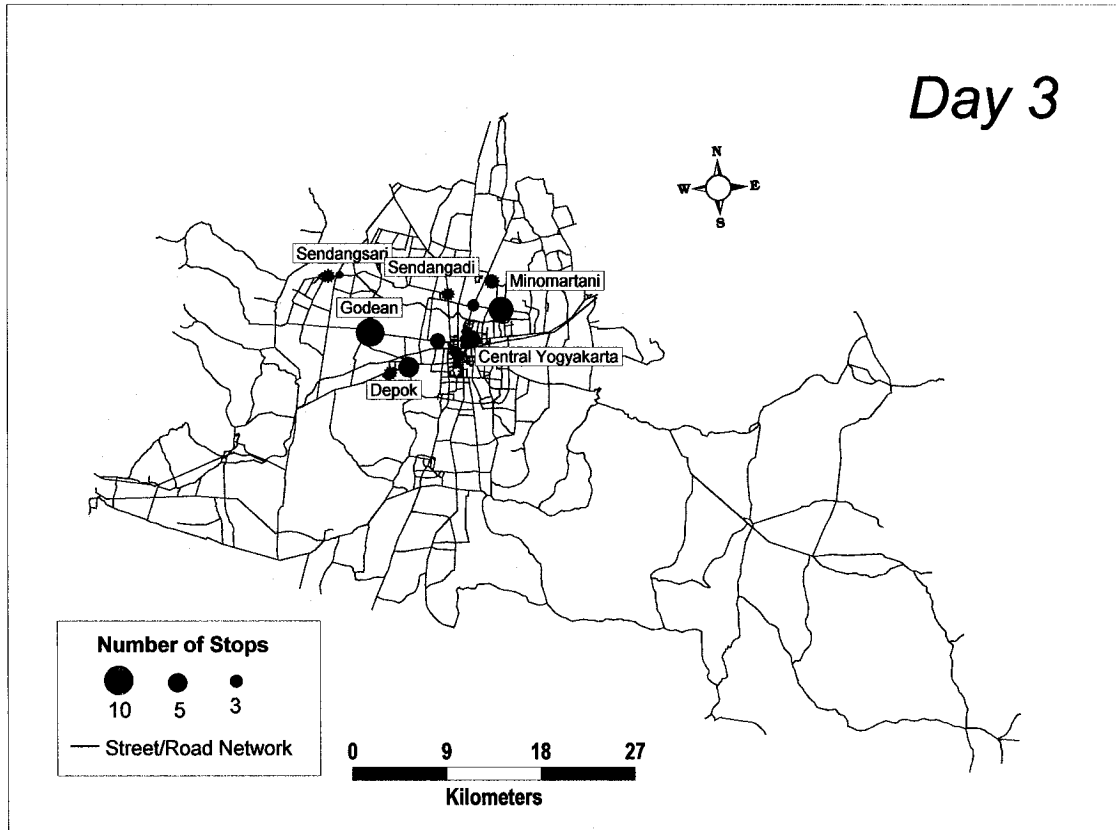 Day 3
N
W E
S
Sendangsari
Sendangadi
Minomartani
Godean
Central Yogyakarta
Depok
Number of Stops
10 5 3
Street/Road Network
0 9 18 27
Kilometers